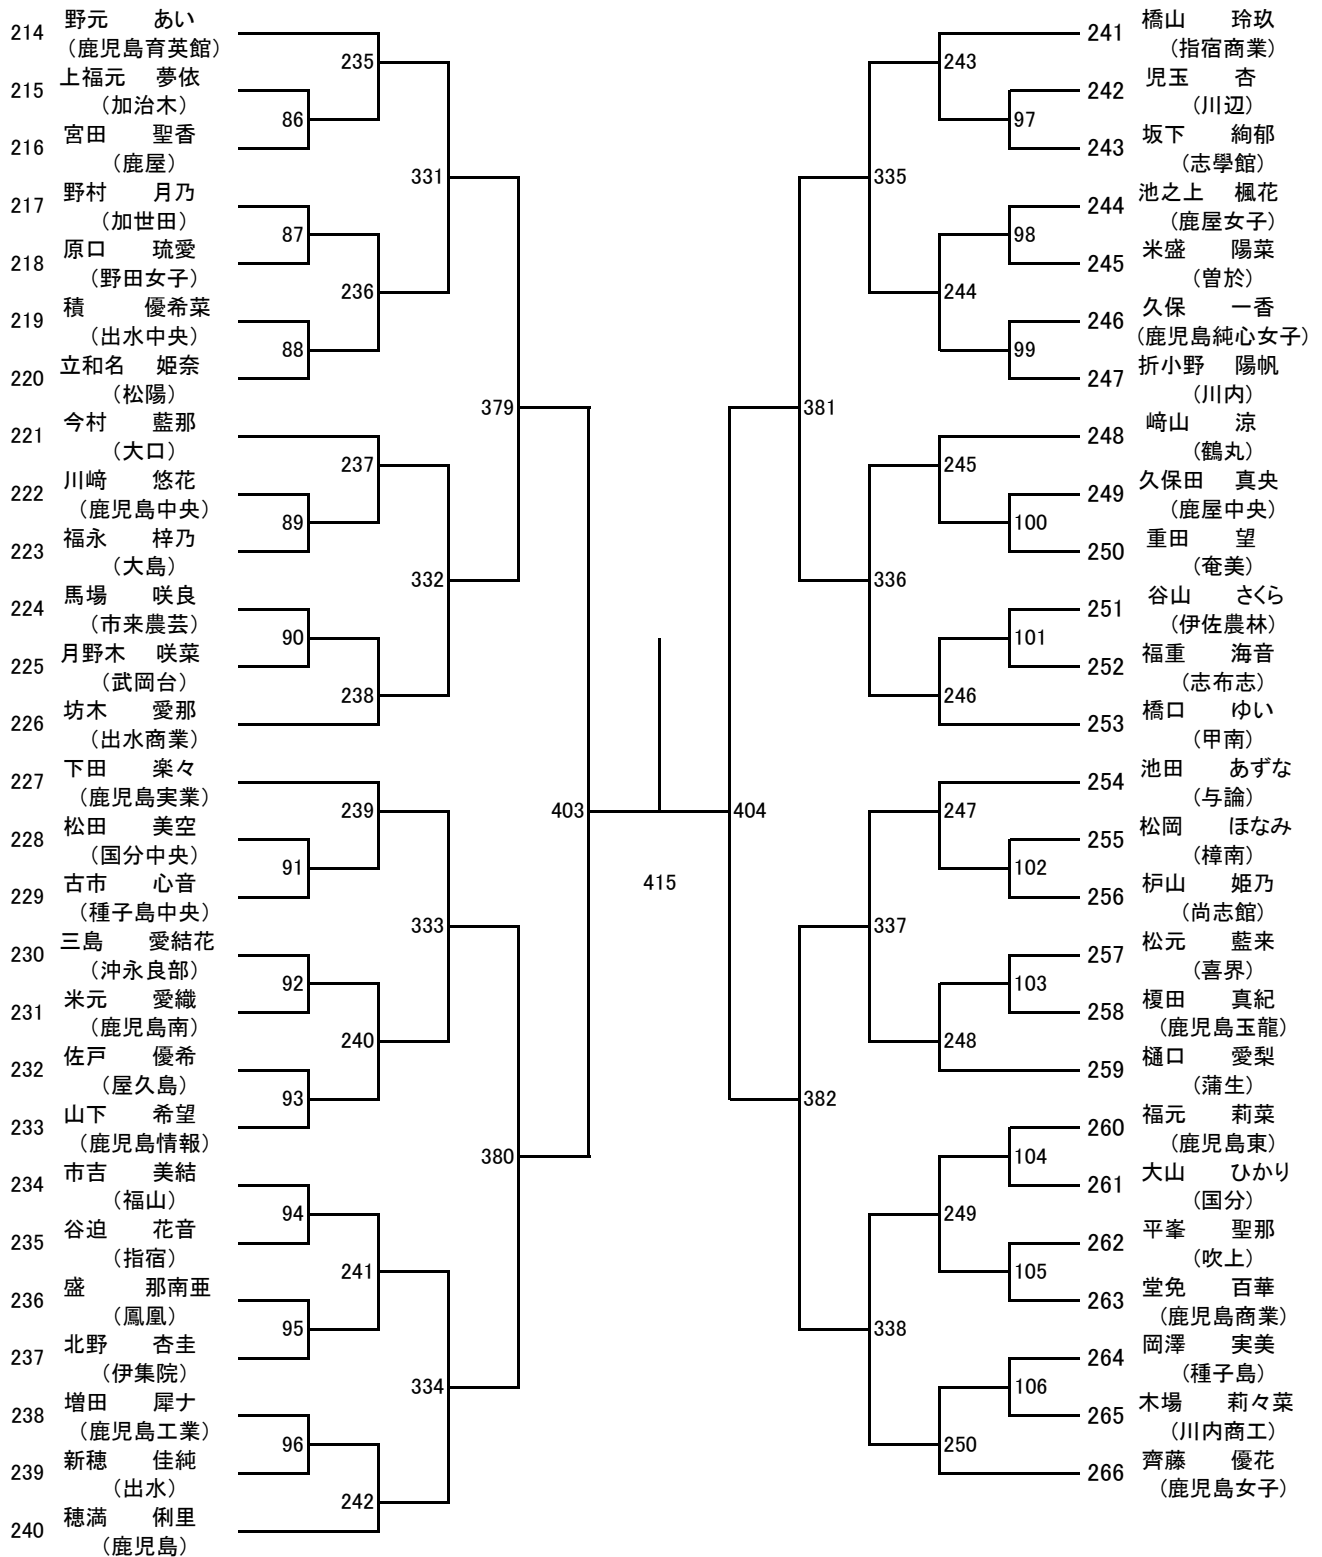 214 野元 あい
（鹿児島育英館）
215 上福元 夢依
（加治木）
216 宮田 聖香
（鹿屋）
217 野村 月乃
（加世田）
218 原口 琉愛
（野田女子）
219 積 優希菜
（出水中央）
220 立和名 姫奈
（松陽）
221 今村 藍那
（大口）
222 川﨑 悠花
（鹿児島中央）
223 福永 梓乃
（大島）
224 馬場 咲良
（市来農芸）
225 月野木 咲菜
（武岡台）
226 坊木 愛那
（出水商業）
227 下田 楽々
（鹿児島実業）
228 松田 美空
（国分中央）
229 古市 心音
（種子島中央）
230 三島 愛結花
（沖永良部）
231 米元 愛織
（鹿児島南）
232 佐戸 優希
（屋久島）
233 山下 希望
（鹿児島情報）
234 市吉 美結
（福山）
235 谷迫 花音
（指宿）
236 盛 那南亜
（鳳凰）
237 北野 杏圭
（伊集院）
238 増田 犀ナ
（鹿児島工業）
239 新穂 佳純
（出水）
240 穂満 俐里
（鹿児島）
86
87
88
89
90
91
92
93
94
95
96
235
236
237
238
239
240
241
242
331
332
333
334
379
380
403
415
404
381
382
335
336
337
338
243
244
245
246
247
248
249
250
97
98
99
100
101
102
103
104
105
106
241 橋山 玲玖
（指宿商業）
242 児玉 杏
（川辺）
243 坂下 絢郁
（志學館）
244 池之上 楓花
（鹿屋女子）
245 米盛 陽菜
（曽於）
246 久保 一香
（鹿児島純心女子）
247 折小野 陽帆
（川内）
248 﨑山 涼
（鶴丸）
249 久保田 真央
（鹿屋中央）
250 重田 望
（奄美）
251 谷山 さくら
（伊佐農林）
252 福重 海音
（志布志）
253 橋口 ゆい
（甲南）
254 池田 あずな
（与論）
255 松岡 ほなみ
（樟南）
256 枦山 姫乃
（尚志館）
257 松元 藍来
（喜界）
258 榎田 真紀
（鹿児島玉龍）
259 樋口 愛梨
（蒲生）
260 福元 莉菜
（鹿児島東）
261 大山 ひかり
（国分）
262 平峯 聖那
（吹上）
263 堂免 百華
（鹿児島商業）
264 岡澤 実美
（種子島）
265 木場 莉々菜
（川内商工）
266 齊藤 優花
（鹿児島女子）